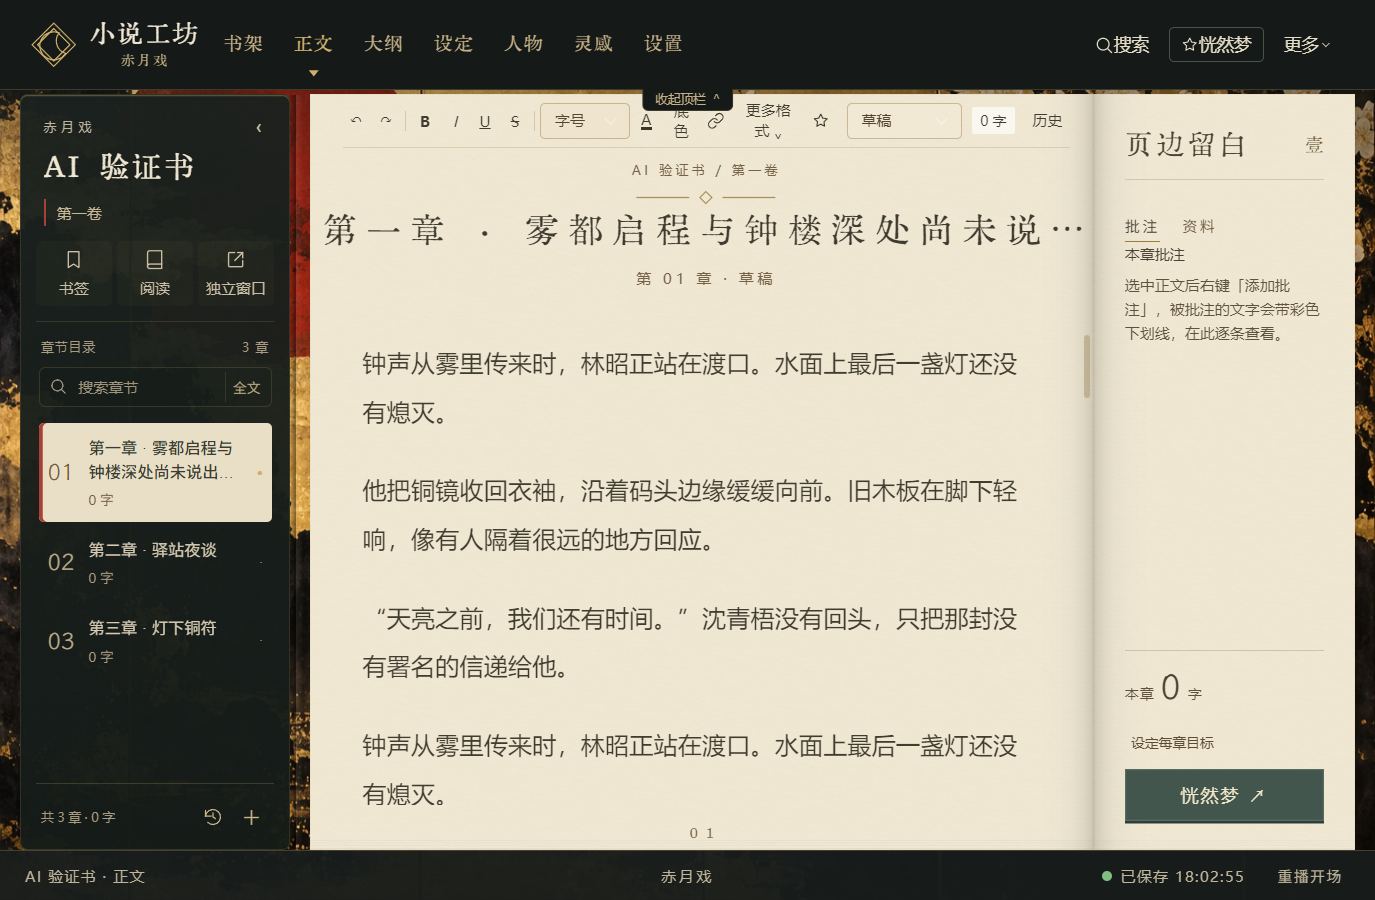 小说工坊
赤月戏
书架 正文 大纲 设定 人物 灵感 设置
搜索 恍然梦 更多
收起顶栏
赤月戏
AI 验证书
第一卷
书签 阅读 独立窗口
章节目录 3 章
搜索章节 全文
01 第一章 · 雾都启程与
钟楼深处尚未说出…
0 字
02 第二章 · 驿站夜谈
0 字
03 第三章 · 灯下铜符
0 字
共 3 章 · 0 字
B I U S 字号 A 底色 更多格式 草稿 0 字 历史
AI 验证书 / 第一卷
第一章 · 雾都启程与钟楼深处尚未说…
第 01 章 · 草稿
钟声从雾里传来时，林昭正站在渡口。水面上最后一盏灯还没
有熄灭。
他把铜镜收回衣袖，沿着码头边缘缓缓向前。旧木板在脚下轻
响，像有人隔着很远的地方回应。
“天亮之前，我们还有时间。”沈青梧没有回头，只把那封没
有署名的信递给他。
钟声从雾里传来时，林昭正站在渡口。水面上最后一盏灯还没
有熄灭。
01
页边留白 壹
批注 资料
本章批注
选中正文后右键「添加批
注」，被批注的文字会带彩色
下划线，在此逐条查看。
本章 0 字
设定每章目标
恍然梦 ↗
AI 验证书 · 正文
赤月戏
已保存 18:02:55 重播开场